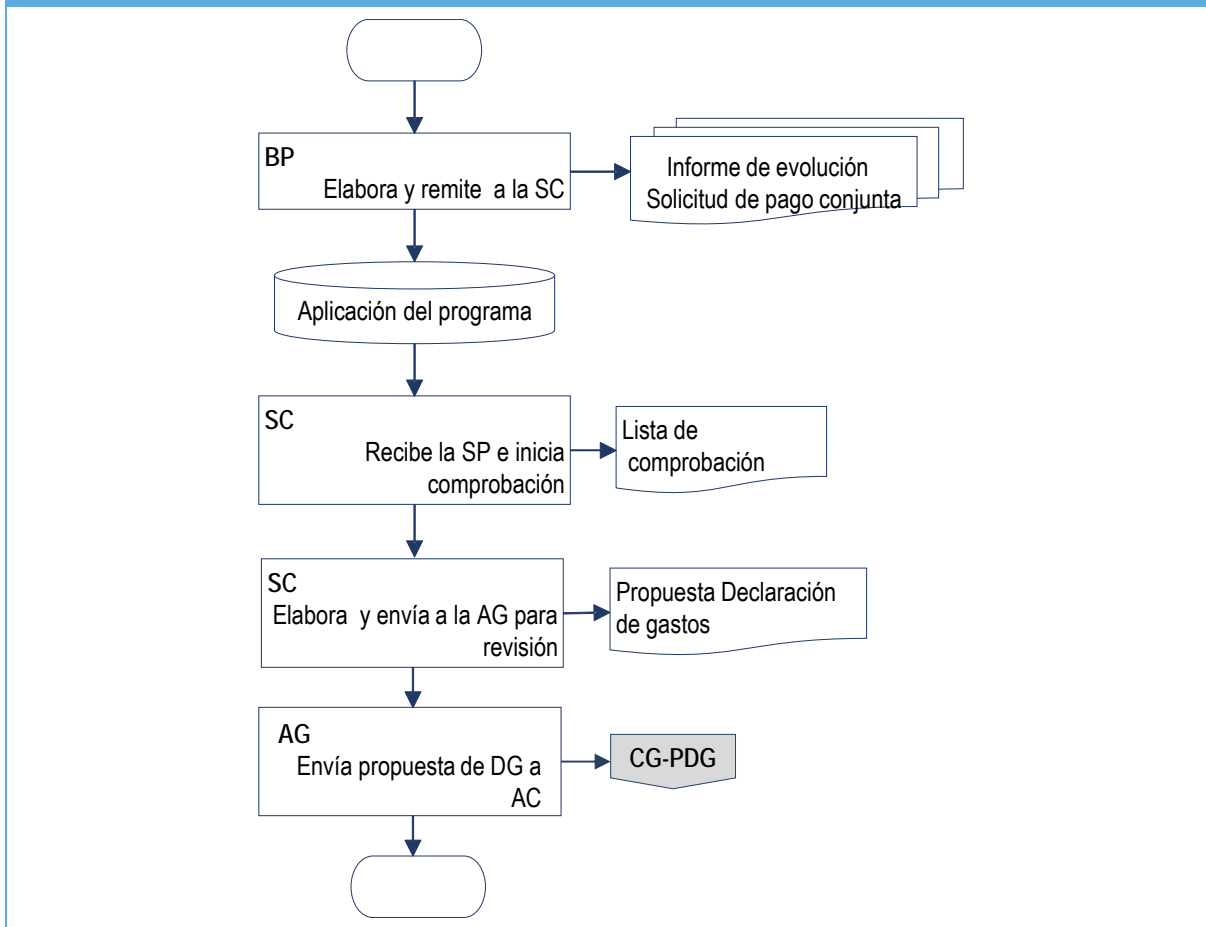 BP
Elabora y remite a la SC
Informe de evolución
Solicitud de pago conjunta
Aplicación del programa
SC
Recibe la SP e inicia
comprobación
Lista de
comprobación
SC
Elabora y envía a la AG para
revisión
Propuesta Declaración
de gastos
AG
Envía propuesta de DG a
AC
CG-PDG